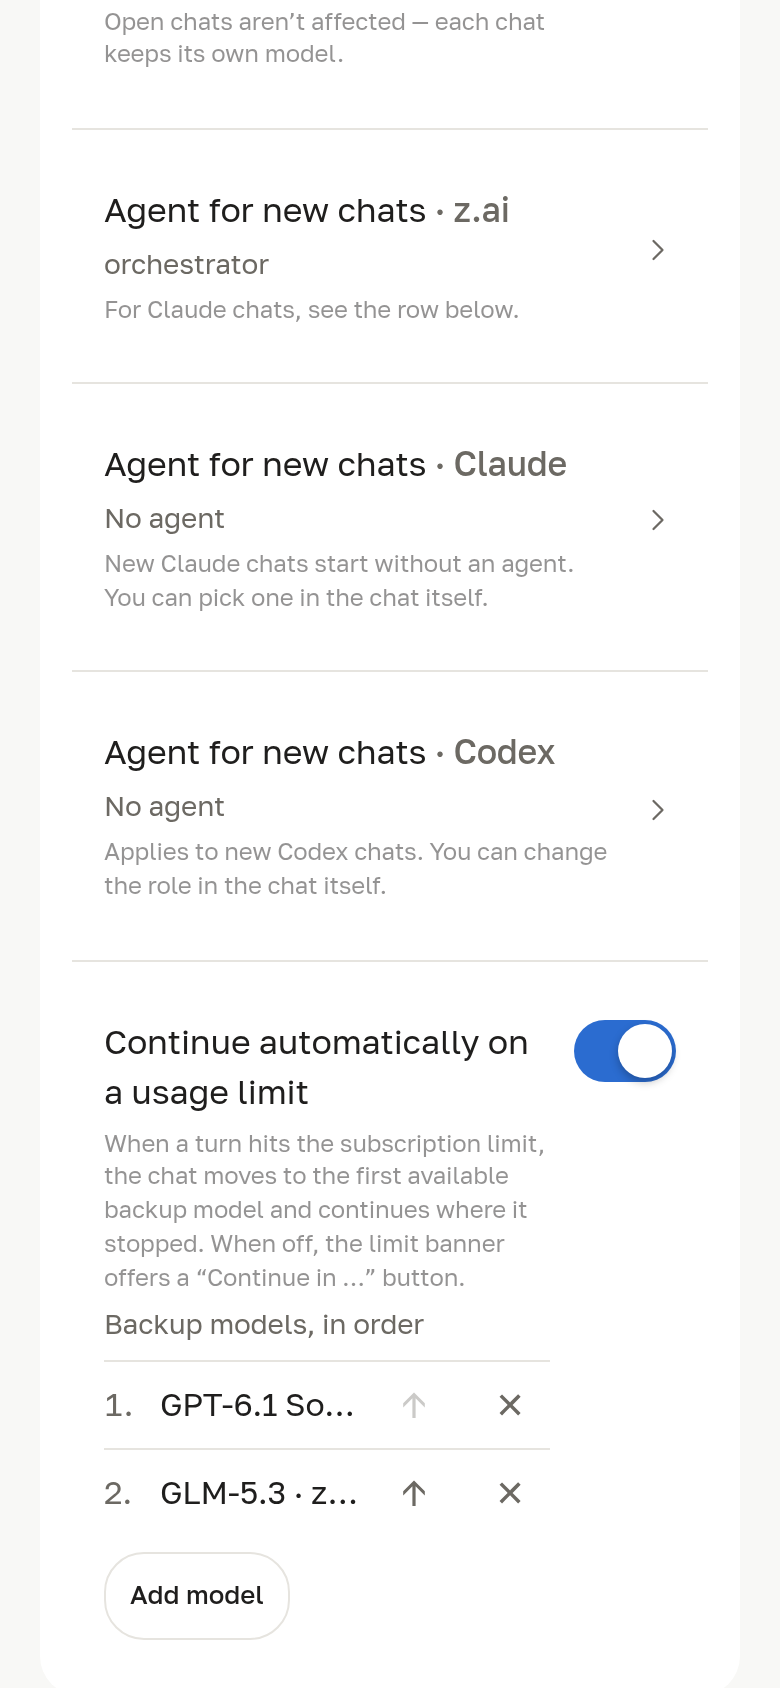 Open chats aren’t affected — each chat
keeps its own model.
Agent for new chats · z.ai
orchestrator
For Claude chats, see the row below.
Agent for new chats · Claude
No agent
New Claude chats start without an agent.
You can pick one in the chat itself.
Agent for new chats · Codex
No agent
Applies to new Codex chats. You can change
the role in the chat itself.
Continue automatically on
a usage limit
When a turn hits the subscription limit,
the chat moves to the first available
backup model and continues where it
stopped. When off, the limit banner
offers a “Continue in …” button.
Backup models, in order
1. GPT-6.1 So…
2. GLM-5.3 · z…
Add model